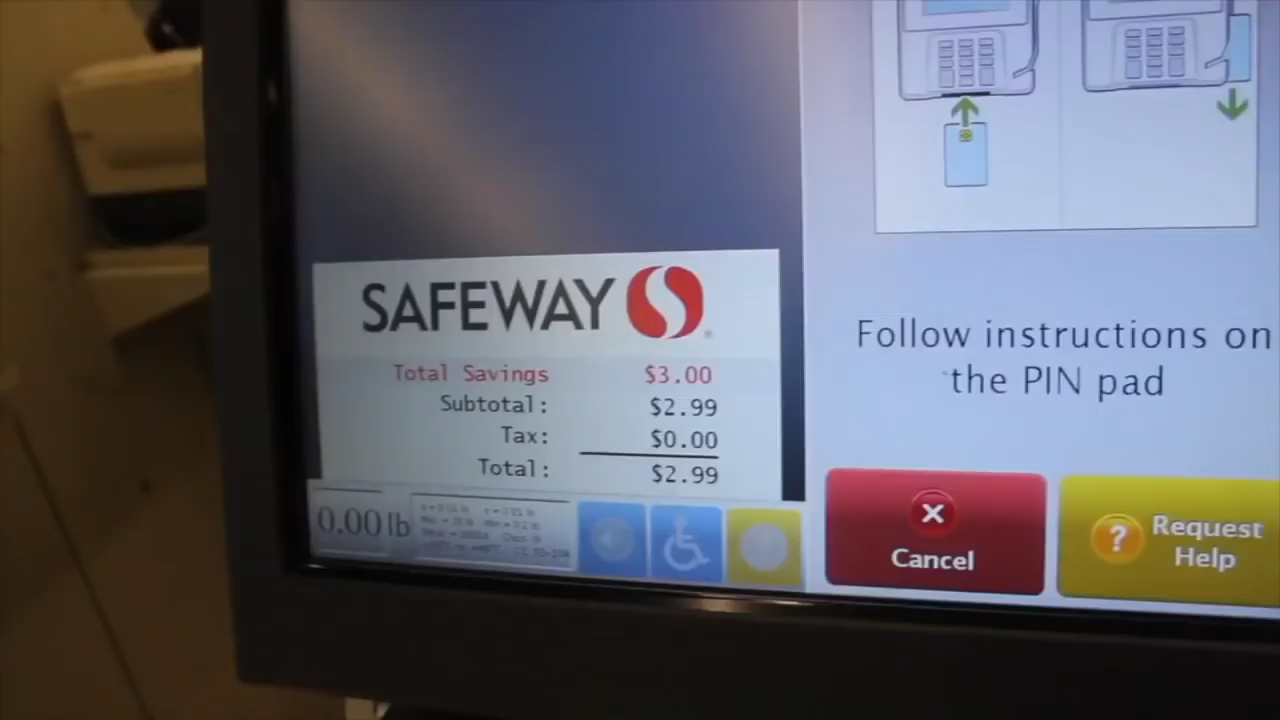 SAFEWAY
Total Savings $3.00
Subtotal: $2.99
Tax: $0.00
Total: $2.99
0.00 lb
Follow instructions on
the PIN pad
Cancel
? Request
Help